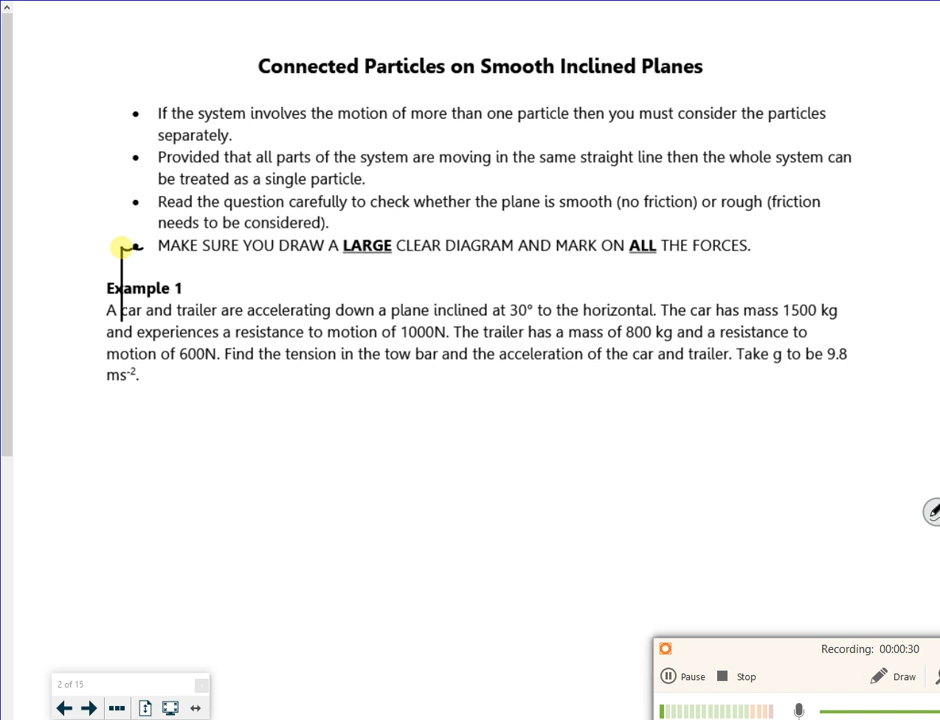 Connected Particles on Smooth Inclined Planes
• If the system involves the motion of more than one particle then you must consider the particles
separately.
• Provided that all parts of the system are moving in the same straight line then the whole system can
be treated as a single particle.
• Read the question carefully to check whether the plane is smooth (no friction) or rough (friction
needs to be considered).
MAKE SURE YOU DRAW A LARGE CLEAR DIAGRAM AND MARK ON ALL THE FORCES.
Example 1
A car and trailer are accelerating down a plane inclined at 30° to the horizontal. The car has mass 1500 kg
and experiences a resistance to motion of 1000N. The trailer has a mass of 800 kg and a resistance to
motion of 600N. Find the tension in the tow bar and the acceleration of the car and trailer. Take g to be 9.8
ms⁻².
Recording: 00:00:30
Pause Stop Draw
2 of 15